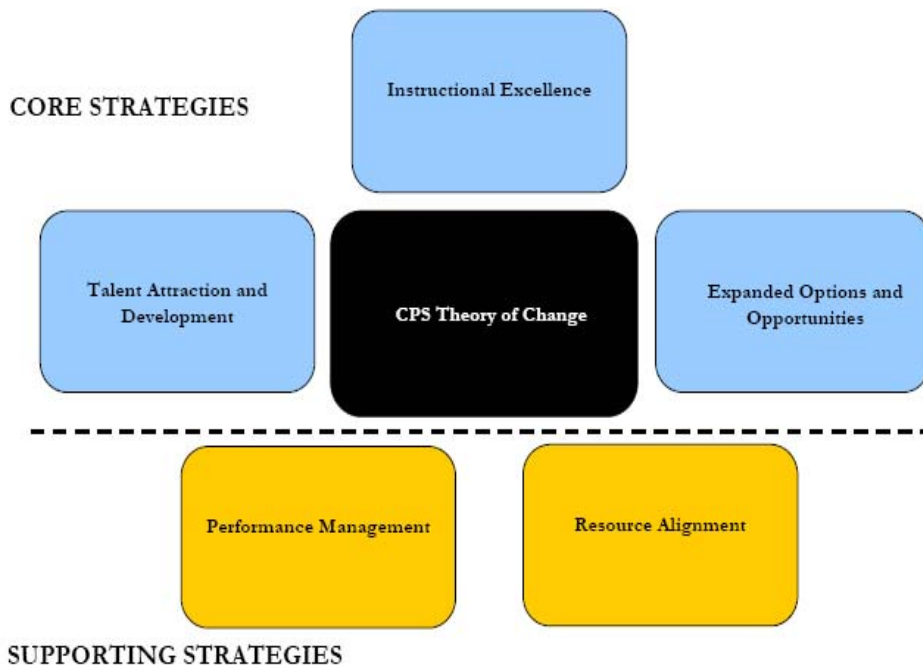 Instructional Excellence
CORE STRATEGIES
Talent Attraction and
Development
CPS Theory of Change
Expanded Options and
Opportunities
Performance Management
Resource Alignment
SUPPORTING STRATEGIES